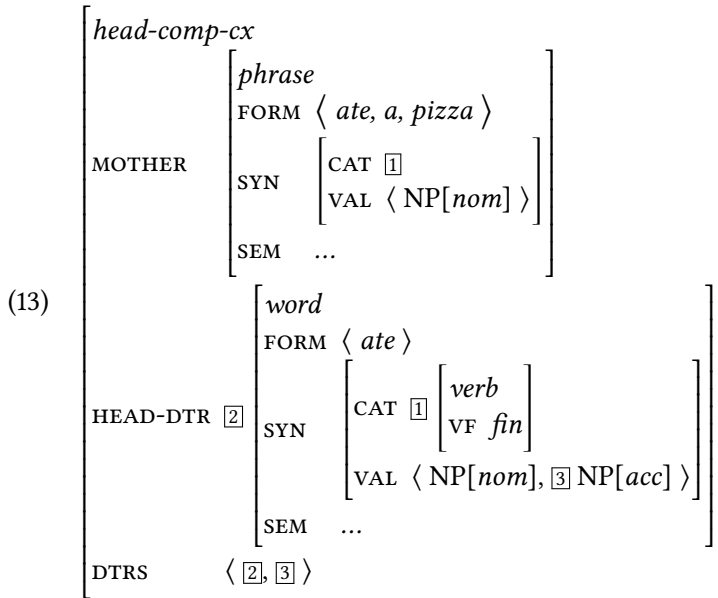 head-comp-cx
phrase
FORM ⟨ ate, a, pizza ⟩
MOTHER
SYN
CAT 1
VAL ⟨ NP[nom] ⟩
SEM ...
(13)
word
FORM ⟨ ate ⟩
HEAD-DTR 2
SYN
CAT 1
verb
VF fin
VAL ⟨ NP[nom], 3 NP[acc] ⟩
SEM ...
DTRS ⟨ 2, 3 ⟩